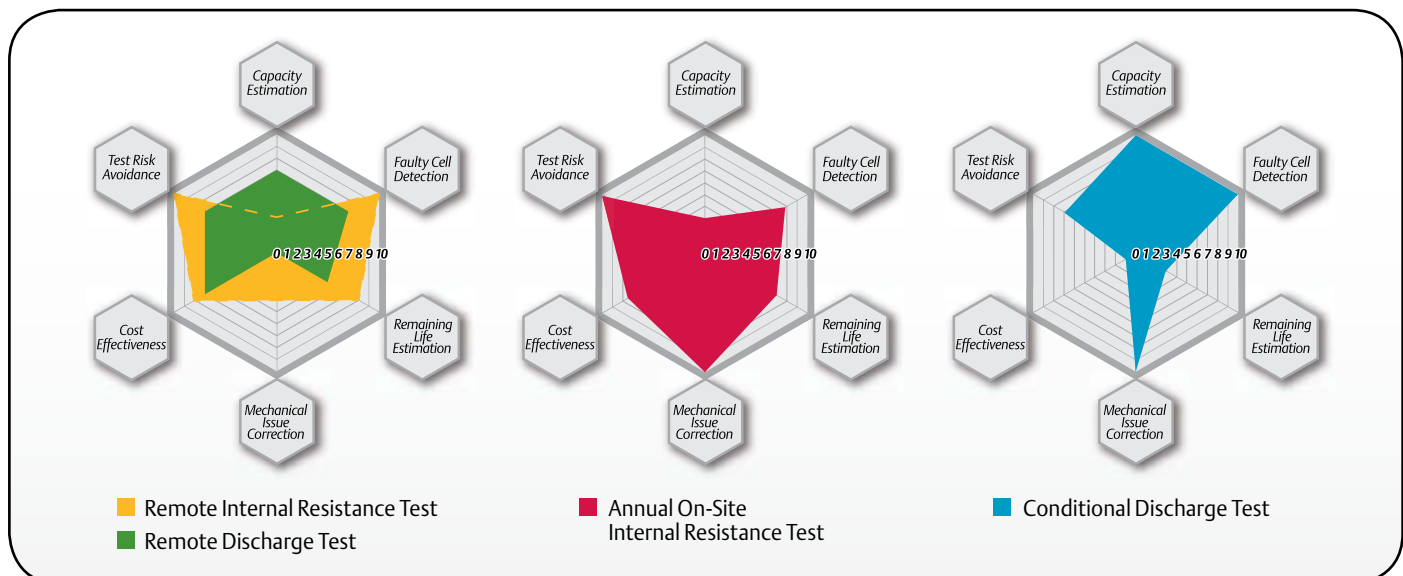 Capacity
Estimation
Test Risk
Avoidance
Faulty Cell
Detection
0 1 2 3 4 5 6 7 8 9 10
Cost
Effectiveness
Remaining
Life
Estimation
Mechanical
Issue
Correction
Remote Internal Resistance Test
Remote Discharge Test
Capacity
Estimation
Test Risk
Avoidance
Faulty Cell
Detection
0 1 2 3 4 5 6 7 8 9 10
Cost
Effectiveness
Remaining
Life
Estimation
Mechanical
Issue
Correction
Annual On-Site
Internal Resistance Test
Capacity
Estimation
Test Risk
Avoidance
Faulty Cell
Detection
0 1 2 3 4 5 6 7 8 9 10
Cost
Effectiveness
Remaining
Life
Estimation
Mechanical
Issue
Correction
Conditional Discharge Test